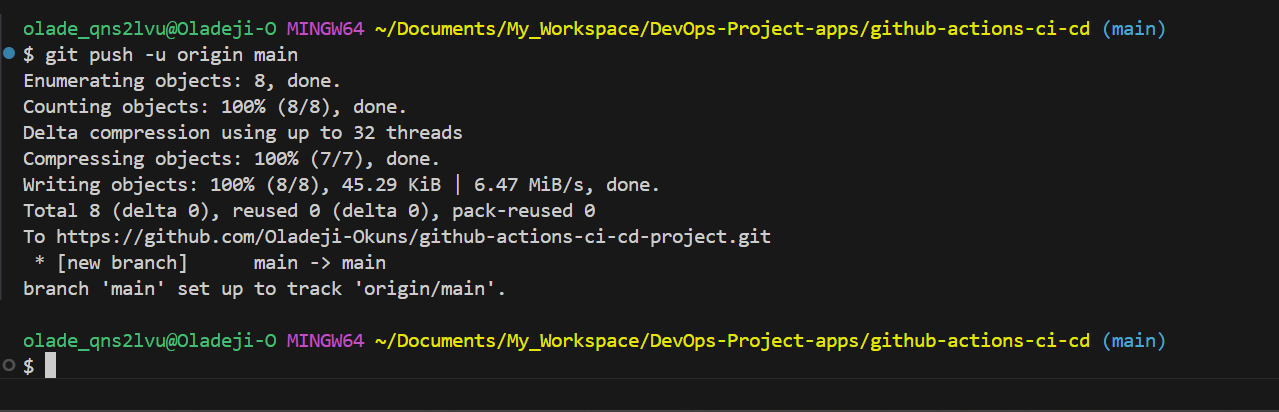 olade_qns2lvu@Oladeji-O MINGW64 ~/Documents/My_Workspace/DevOps-Project-apps/github-actions-ci-cd (main)
$ git push -u origin main
Enumerating objects: 8, done.
Counting objects: 100% (8/8), done.
Delta compression using up to 32 threads
Compressing objects: 100% (7/7), done.
Writing objects: 100% (8/8), 45.29 KiB | 6.47 MiB/s, done.
Total 8 (delta 0), reused 0 (delta 0), pack-reused 0
To https://github.com/Oladeji-Okuns/github-actions-ci-cd-project.git
 * [new branch]      main -> main
branch 'main' set up to track 'origin/main'.
olade_qns2lvu@Oladeji-O MINGW64 ~/Documents/My_Workspace/DevOps-Project-apps/github-actions-ci-cd (main)
$